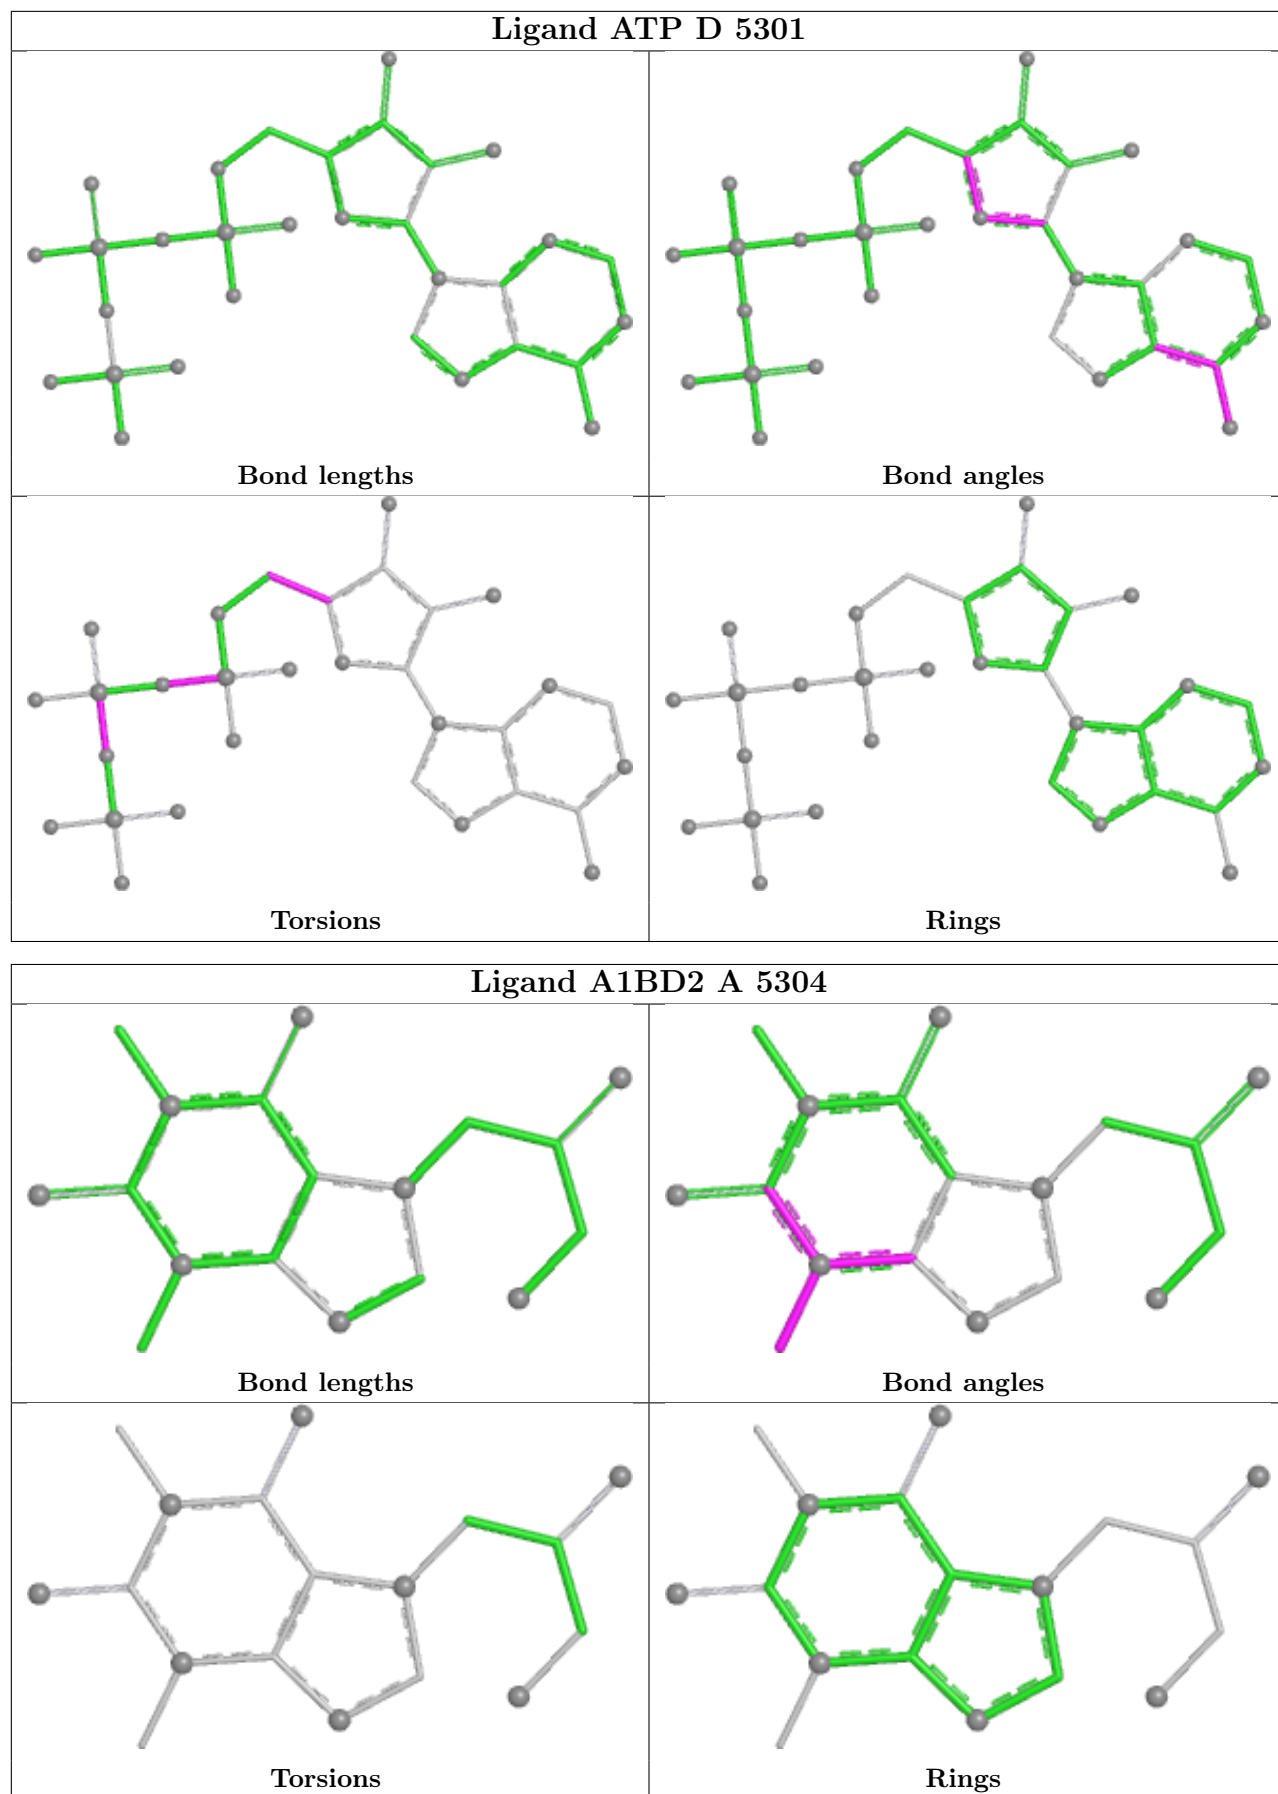 Ligand ATP D 5301
Bond lengths
Bond angles
Torsions
Rings
Ligand A1BD2 A 5304
Bond lengths
Bond angles
Torsions
Rings